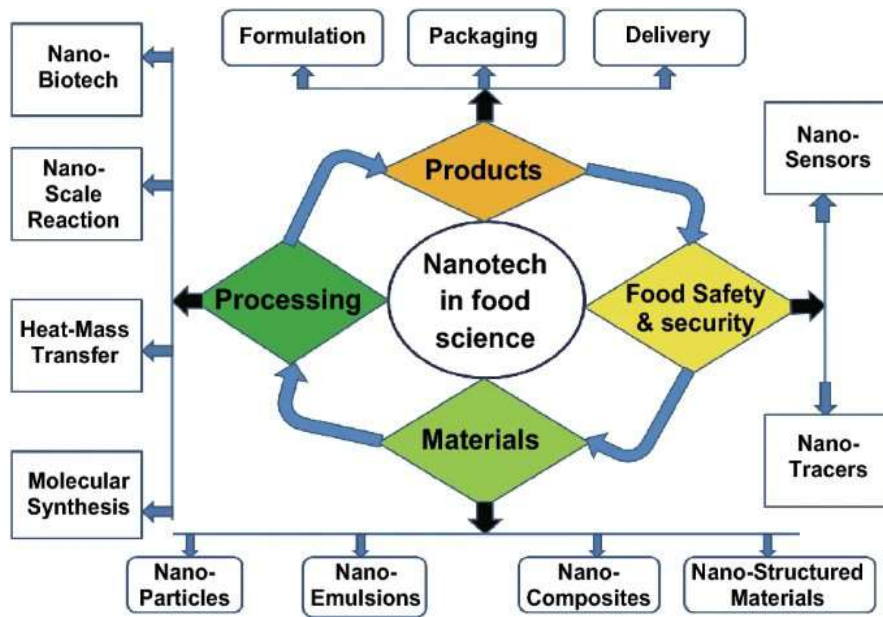 Formulation
Packaging
Delivery
Nano-
Biotech
Nano-
Scale
Reaction
Heat-Mass
Transfer
Molecular
Synthesis
Products
Processing
Nanotech
in food
science
Food Safety
& security
Materials
Nano-
Sensors
Nano-
Tracers
Nano-
Particles
Nano-
Emulsions
Nano-
Composites
Nano-Structured
Materials